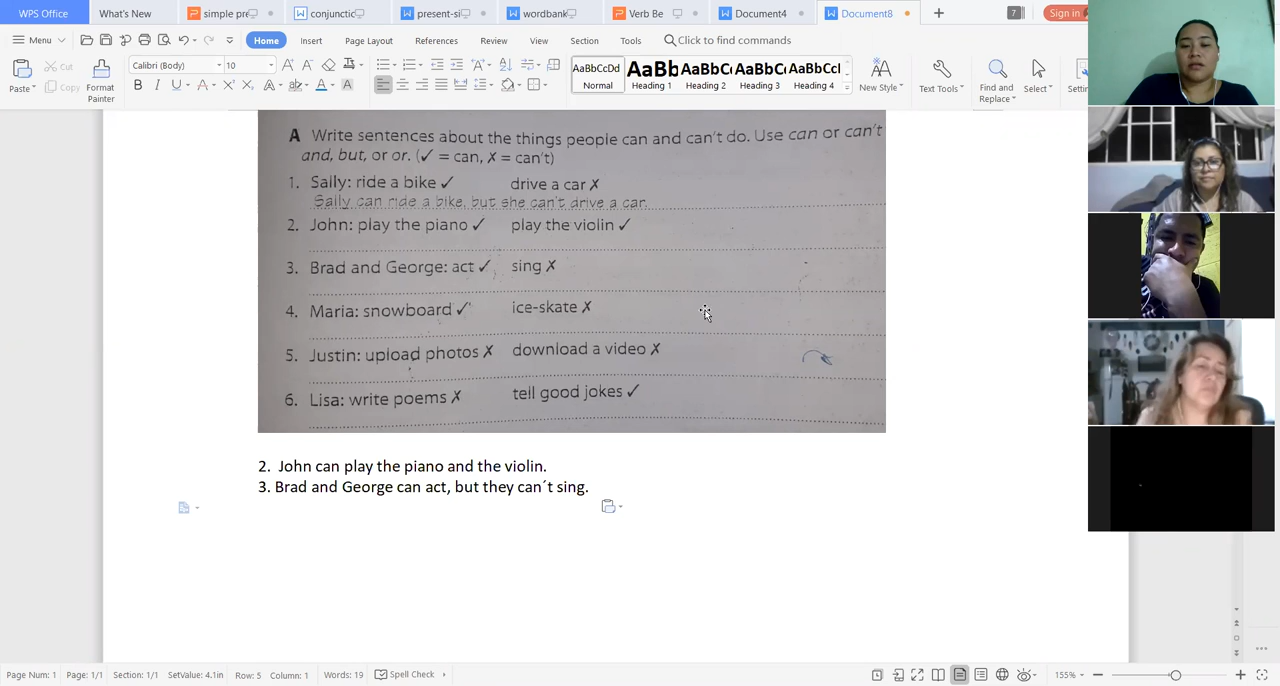 WPS Office What's New simple pre conjunctic present-si wordbank Verb Be Document4 Document8 + 7 Sign in
Menu Home Insert Page Layout References Review View Section Tools Click to find commands
Paste Cut Copy Format Painter Calibri (Body) 10 AaBbCcDd Normal AaBb Heading 1 AaBbC Heading 2 AaBbC Heading 3 AaBbCcl Heading 4 New Style Text Tools Find and Replace Select
A Write sentences about the things people can and can't do. Use can or can't
and, but, or or. (✓ = can, ✗ = can't)
1. Sally: ride a bike ✓ drive a car ✗
Sally can ride a bike, but she can't drive a car.
2. John: play the piano ✓ play the violin ✓
3. Brad and George: act ✓ sing ✗
4. Maria: snowboard ✓ ice-skate ✗
5. Justin: upload photos ✗ download a video ✗
6. Lisa: write poems ✗ tell good jokes ✓
2. John can play the piano and the violin.
3. Brad and George can act, but they can´t sing.
Page Num: 1 Page: 1/1 Section: 1/1 SetValue: 4.1in Row: 5 Column: 1 Words: 19 Spell Check 155%